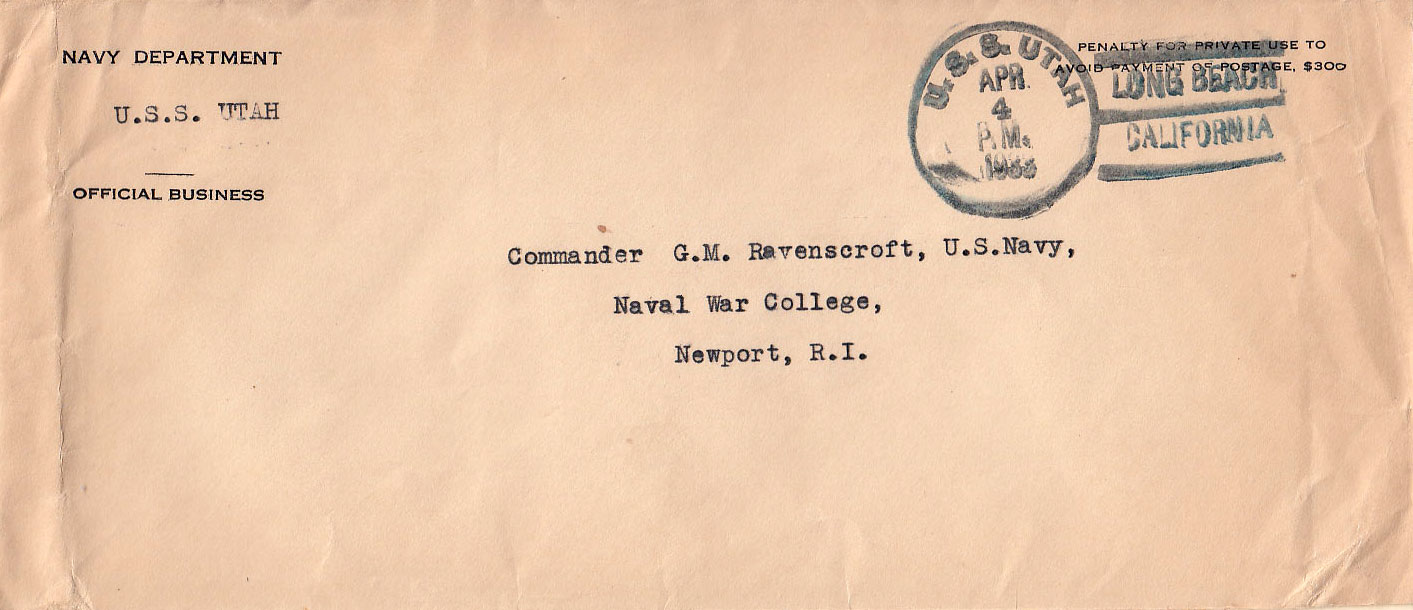 NAVY DEPARTMENT
U.S.S. UTAH
OFFICIAL BUSINESS
PENALTY FOR PRIVATE USE TO
AVOID PAYMENT OF POSTAGE, $300
U.S.S. UTAH
APR.
4
P.M.
1933
LONG BEACH
CALIFORNIA
Commander G.M. Ravenscroft, U.S.Navy,
Naval War College,
Newport, R.I.